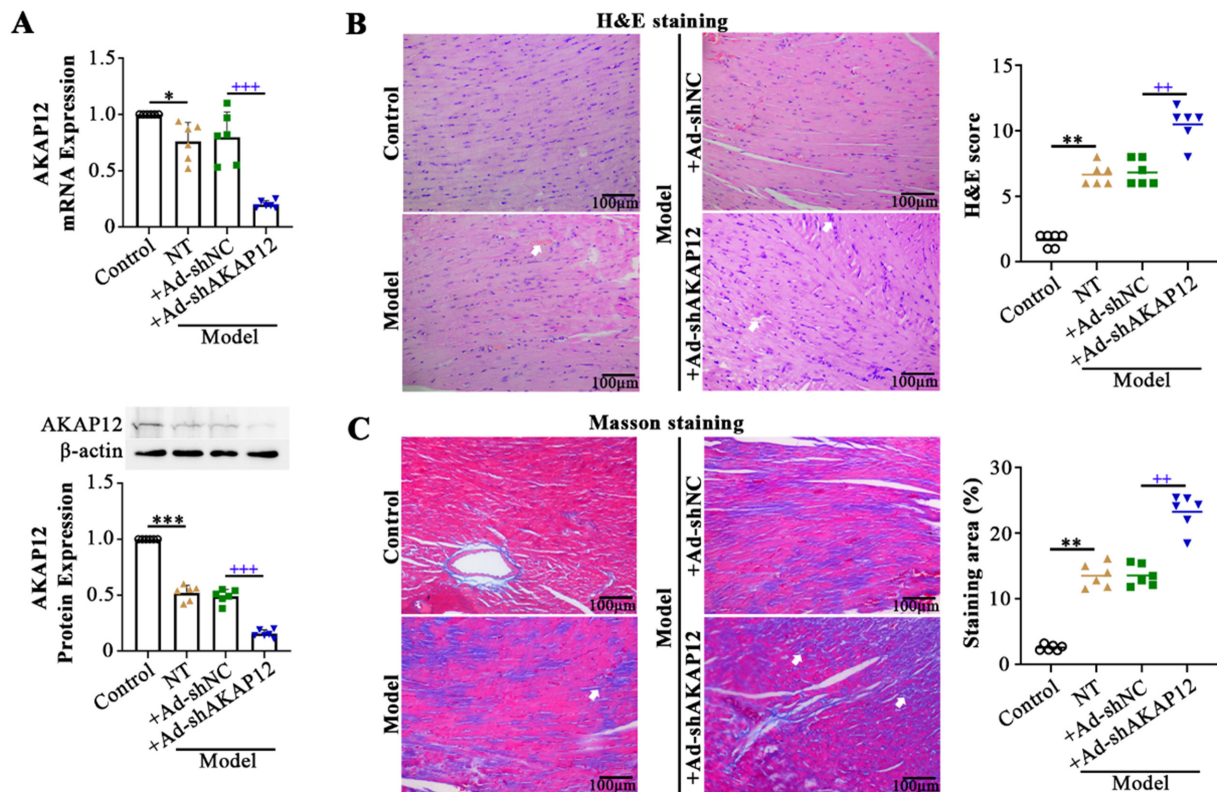 A
AKAP12
mRNA Expression
1.5
1.0
0.5
0
*
+++
Control
NT
+Ad-shNC
+Ad-shAKAP12
Model
AKAP12
β-actin
AKAP12
Protein Expression
1.5
1.0
0.5
0
***
+++
Control
NT
+Ad-shNC
+Ad-shAKAP12
Model
B
H&E staining
Control
100μm
Model
100μm
Model
+Ad-shNC
100μm
+Ad-shAKAP12
100μm
H&E score
15
10
5
0
**
++
Control
NT
+Ad-shNC
+Ad-shAKAP12
Model
C
Masson staining
Control
100μm
Model
100μm
Model
+Ad-shNC
100μm
+Ad-shAKAP12
100μm
Staining area (%)
30
20
10
0
**
++
Control
NT
+Ad-shNC
+Ad-shAKAP12
Model